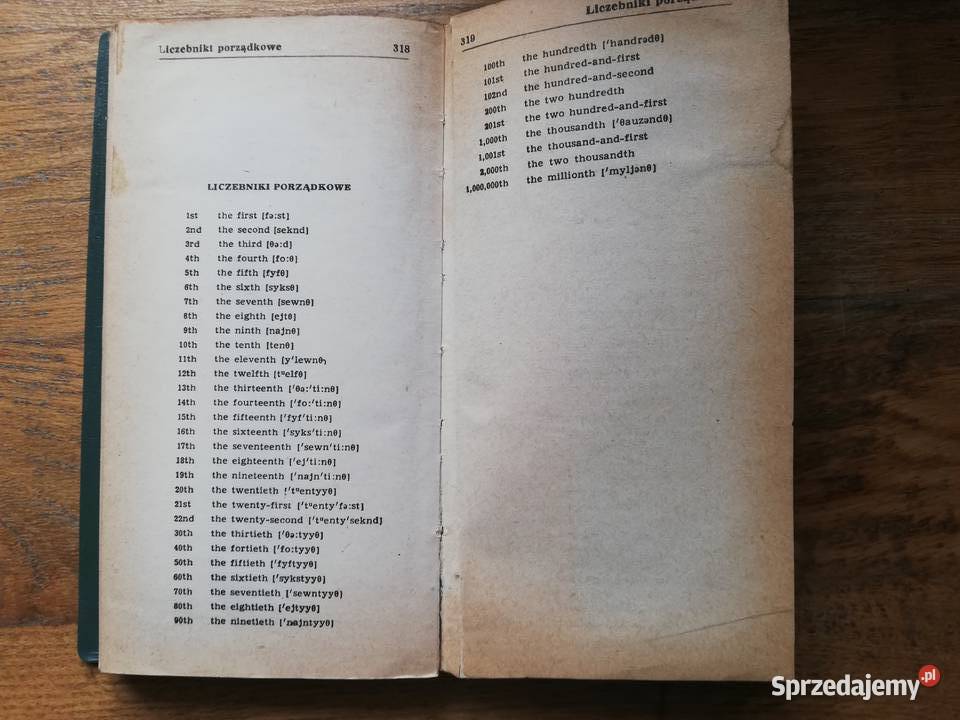 Liczebniki porządkowe 318
LICZEBNIKI PORZĄDKOWE
1st the first [fə:st]
2nd the second [seknd]
3rd the third [θə:d]
4th the fourth [fo:θ]
5th the fifth [fyfθ]
6th the sixth [syksθ]
7th the seventh [sewnθ]
8th the eighth [ejtθ]
9th the ninth [najnθ]
10th the tenth [tenθ]
11th the eleventh [y'lewnθ]
12th the twelfth [tᵘelfθ]
13th the thirteenth ['θə:'ti:nθ]
14th the fourteenth ['fo:'ti:nθ]
15th the fifteenth ['fyf'ti:nθ]
16th the sixteenth ['syks'ti:nθ]
17th the seventeenth ['sewn'ti:nθ]
18th the eighteenth ['ej'ti:nθ]
19th the nineteenth ['najn'ti:nθ]
20th the twentieth ['tᵘentyyθ]
21st the twenty-first ['tᵘenty'fə:st]
22nd the twenty-second ['tᵘenty'seknd]
30th the thirtieth ['θə:tyyθ]
40th the fortieth ['fo:tyyθ]
50th the fiftieth ['fyftyyθ]
60th the sixtieth ['sykstyyθ]
70th the seventieth ['sewntyyθ]
80th the eightieth ['ejtyyθ]
90th the ninetieth ['najntyyθ]
319 Liczebniki
100th the hundredth ['handrədθ]
101st the hundred-and-first
102nd the hundred-and-second
200th the two hundredth
201st the two hundred-and-first
1,000th the thousandth ['θauzəndθ]
1,001st the thousand-and-first
2,000th the two thousandth
1,000,000th the millionth ['myljənθ]
Sprzedajemy.pl